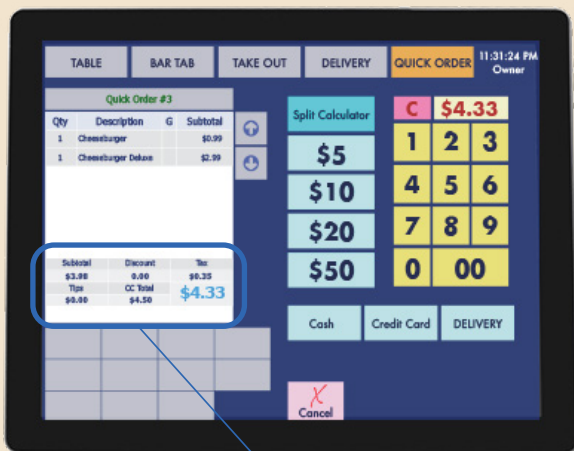 TABLE BAR TAB TAKE OUT DELIVERY QUICK ORDER 11:31:24 PM
Owner
Quick Order #3
Qty Description G Subtotal
1 Cheeseburger $0.99
1 Cheeseburger Deluxe $2.99
Subtotal Discount Tax
$3.98 0.00 $0.35
Tips CC Total $4.33
$0.00 $4.50
Split Calculator
$5
$10
$20
$50
C $4.33
1 2 3
4 5 6
7 8 9
0 00
Cash Credit Card DELIVERY
X
Cancel